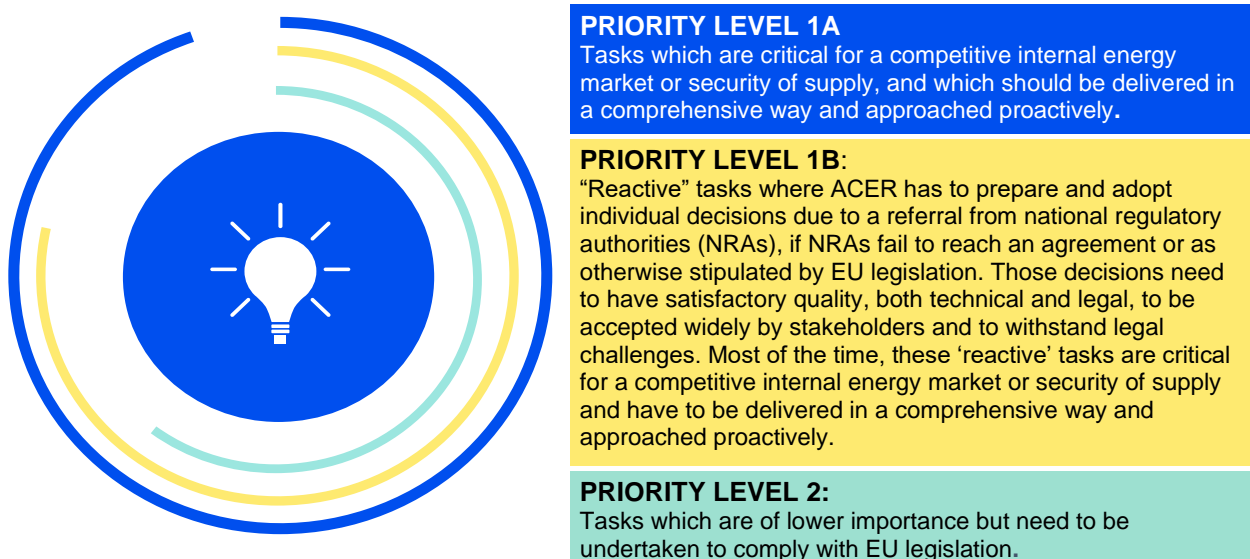 PRIORITY LEVEL 1A
Tasks which are critical for a competitive internal energy
market or security of supply, and which should be delivered in
a comprehensive way and approached proactively.
PRIORITY LEVEL 1B:
“Reactive” tasks where ACER has to prepare and adopt
individual decisions due to a referral from national regulatory
authorities (NRAs), if NRAs fail to reach an agreement or as
otherwise stipulated by EU legislation. Those decisions need
to have satisfactory quality, both technical and legal, to be
accepted widely by stakeholders and to withstand legal
challenges. Most of the time, these ‘reactive’ tasks are critical
for a competitive internal energy market or security of supply
and have to be delivered in a comprehensive way and
approached proactively.
PRIORITY LEVEL 2:
Tasks which are of lower importance but need to be
undertaken to comply with EU legislation.